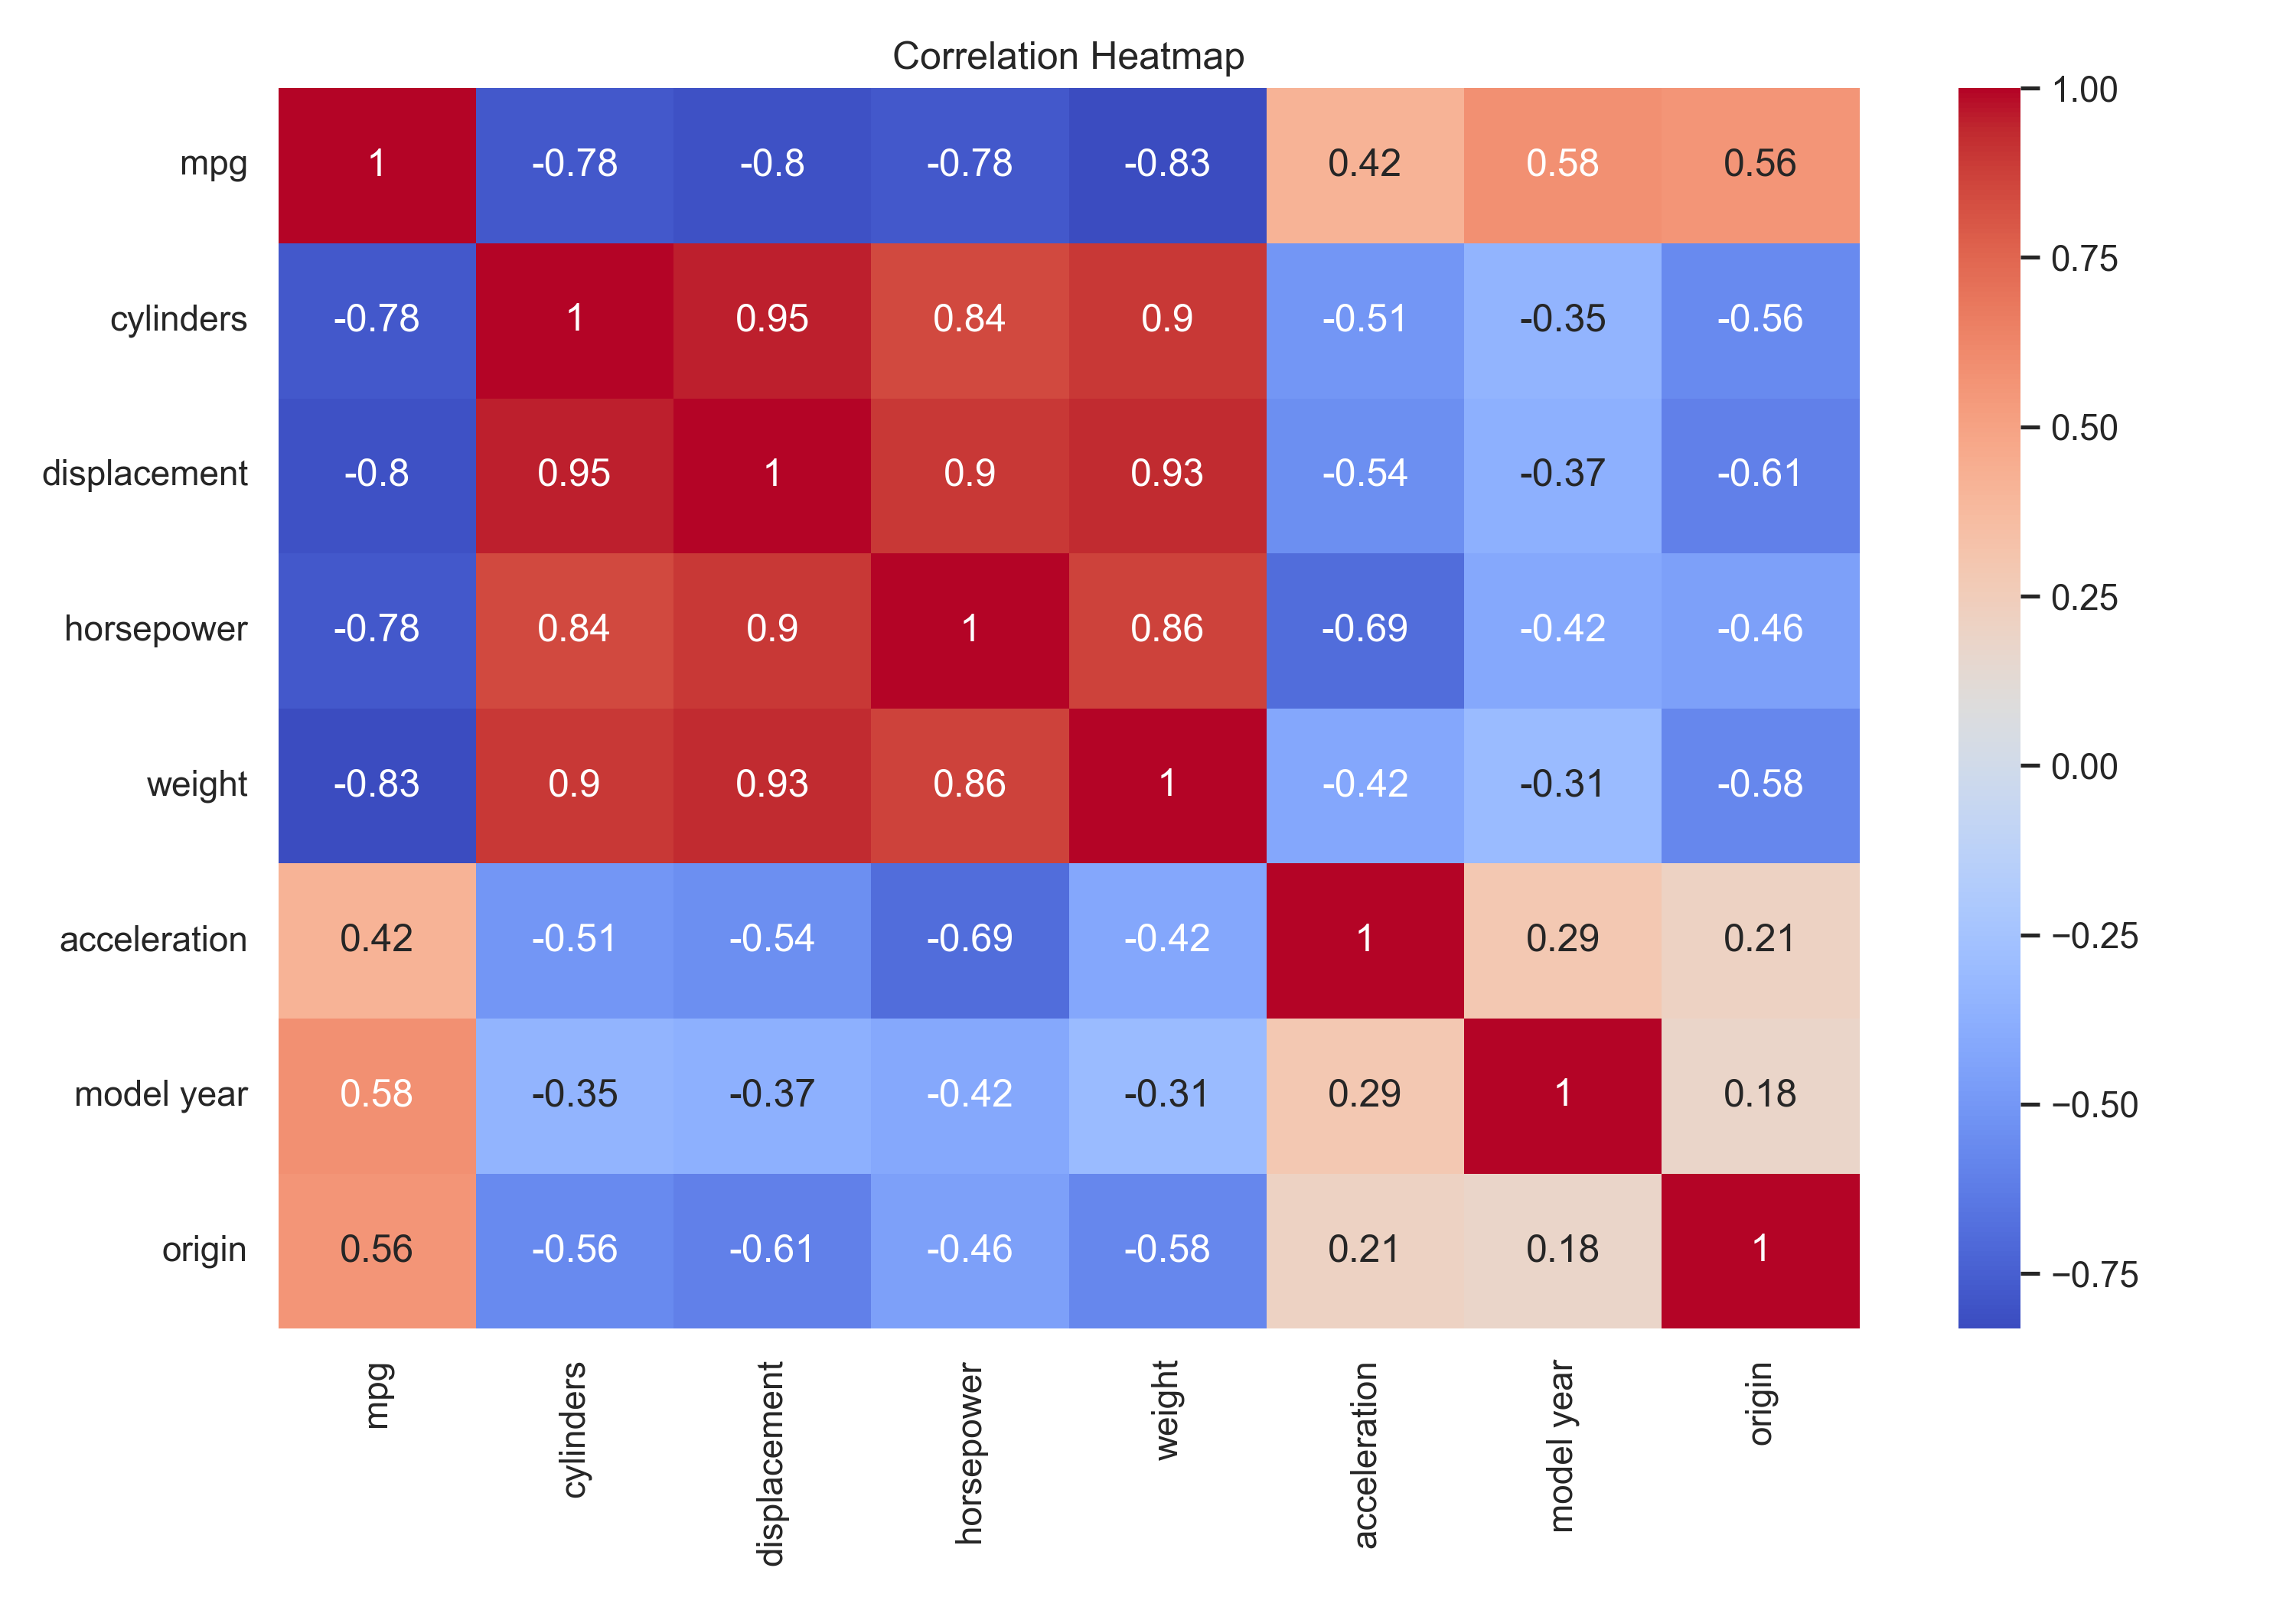 Correlation Heatmap
mpg 1 -0.78 -0.8 -0.78 -0.83 0.42 0.58 0.56
cylinders -0.78 1 0.95 0.84 0.9 -0.51 -0.35 -0.56
displacement -0.8 0.95 1 0.9 0.93 -0.54 -0.37 -0.61
horsepower -0.78 0.84 0.9 1 0.86 -0.69 -0.42 -0.46
weight -0.83 0.9 0.93 0.86 1 -0.42 -0.31 -0.58
acceleration 0.42 -0.51 -0.54 -0.69 -0.42 1 0.29 0.21
model year 0.58 -0.35 -0.37 -0.42 -0.31 0.29 1 0.18
origin 0.56 -0.56 -0.61 -0.46 -0.58 0.21 0.18 1
mpg
cylinders
displacement
horsepower
weight
acceleration
model year
origin
1.00
0.75
0.50
0.25
0.00
−0.25
−0.50
−0.75